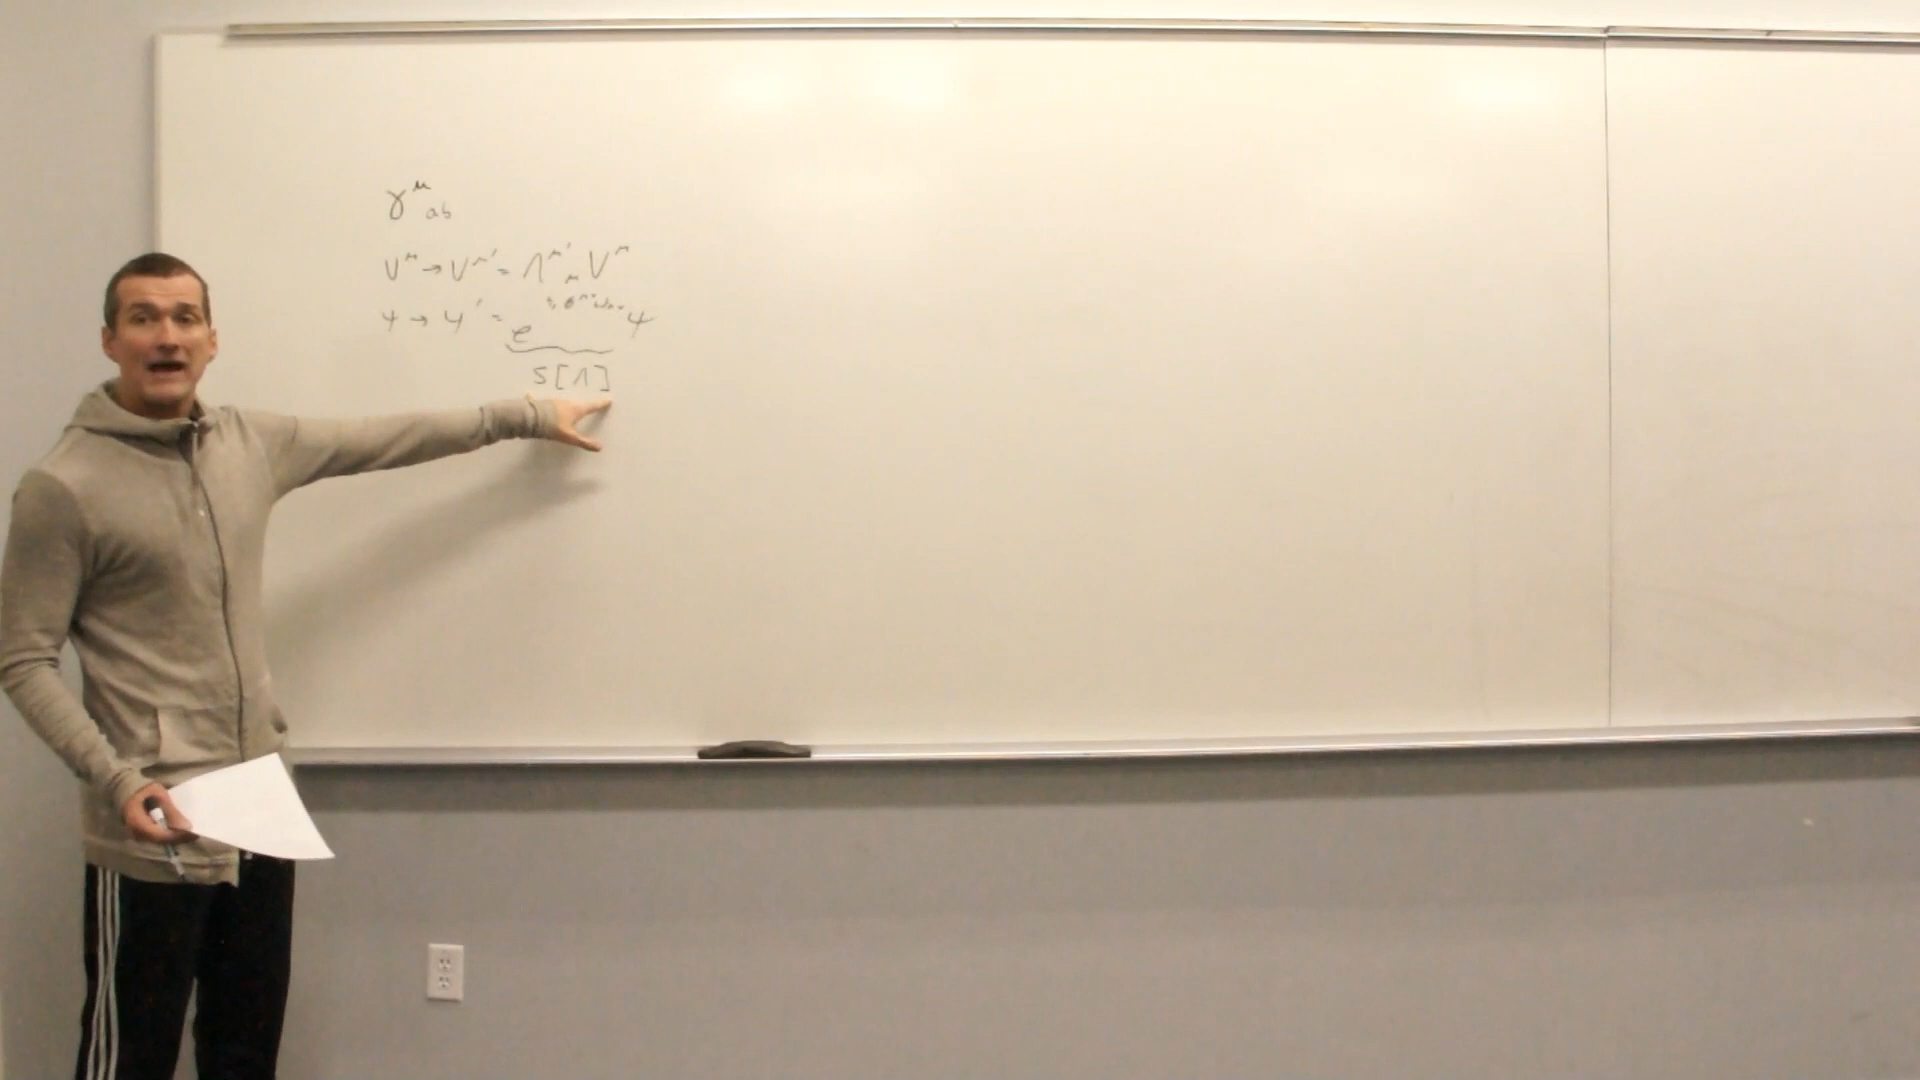 γ^μ_ab
V^μ → V^μ' = Λ^μ'_μ V^μ
ψ → ψ' = e ψ
S[Λ]